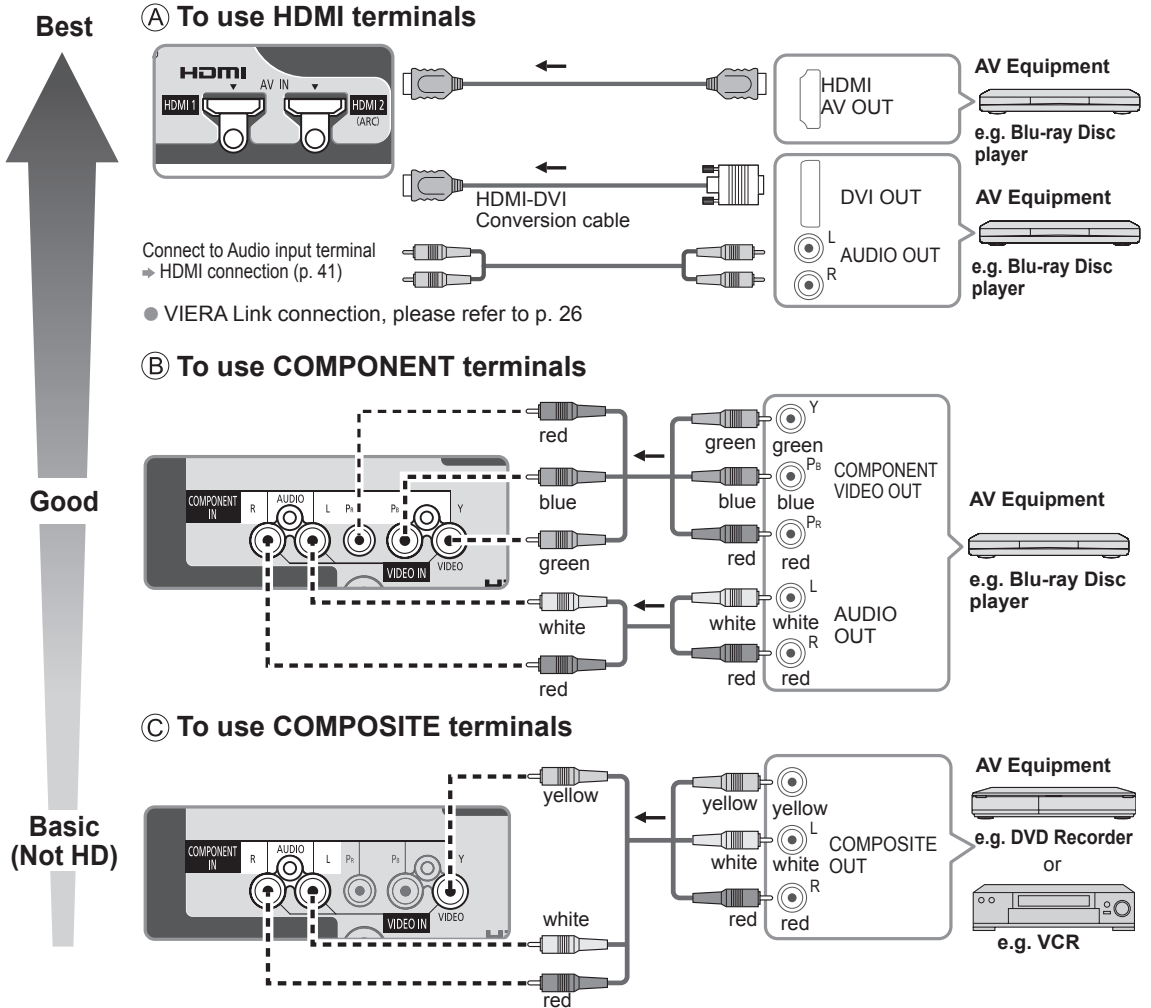 Best
Ⓐ To use HDMI terminals
HDMI
AV IN
HDMI 1
HDMI 2
(ARC)
HDMI
AV OUT
AV Equipment
e.g. Blu-ray Disc
player
HDMI-DVI
Conversion cable
DVI OUT
L
AUDIO OUT
R
AV Equipment
e.g. Blu-ray Disc
player
Connect to Audio input terminal
➡ HDMI connection (p. 41)
● VIERA Link connection, please refer to p. 26
Ⓑ To use COMPONENT terminals
Good
COMPONENT
IN
R
AUDIO
L
PR
PB
Y
VIDEO IN
VIDEO
red
blue
green
white
red
green
blue
red
white
red
Y
green
PB
blue
PR
red
COMPONENT
VIDEO OUT
L
white
R
red
AUDIO
OUT
AV Equipment
e.g. Blu-ray Disc
player
Ⓒ To use COMPOSITE terminals
Basic
(Not HD)
COMPONENT
IN
R
AUDIO
L
PR
PB
Y
VIDEO IN
VIDEO
yellow
white
red
yellow
white
red
yellow
L
white
R
red
COMPOSITE
OUT
AV Equipment
e.g. DVD Recorder
or
e.g. VCR